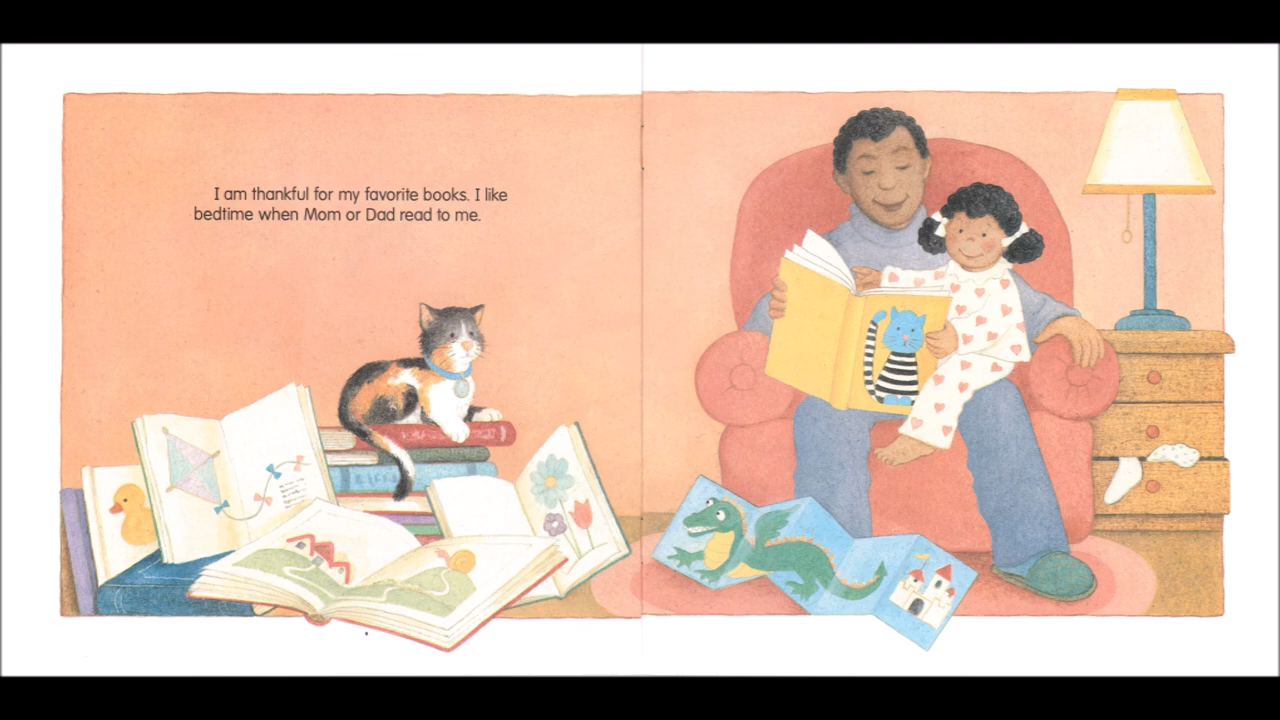 I am thankful for my favorite books. I like
bedtime when Mom or Dad read to me.